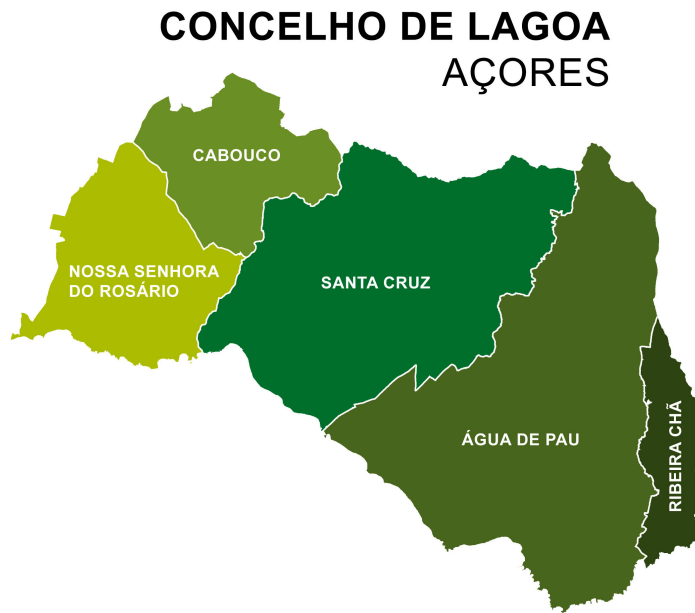 CONCELHO DE LAGOA
AÇORES
CABOUCO
NOSSA SENHORA
DO ROSÁRIO
SANTA CRUZ
ÁGUA DE PAU
RIBEIRA CHÃ